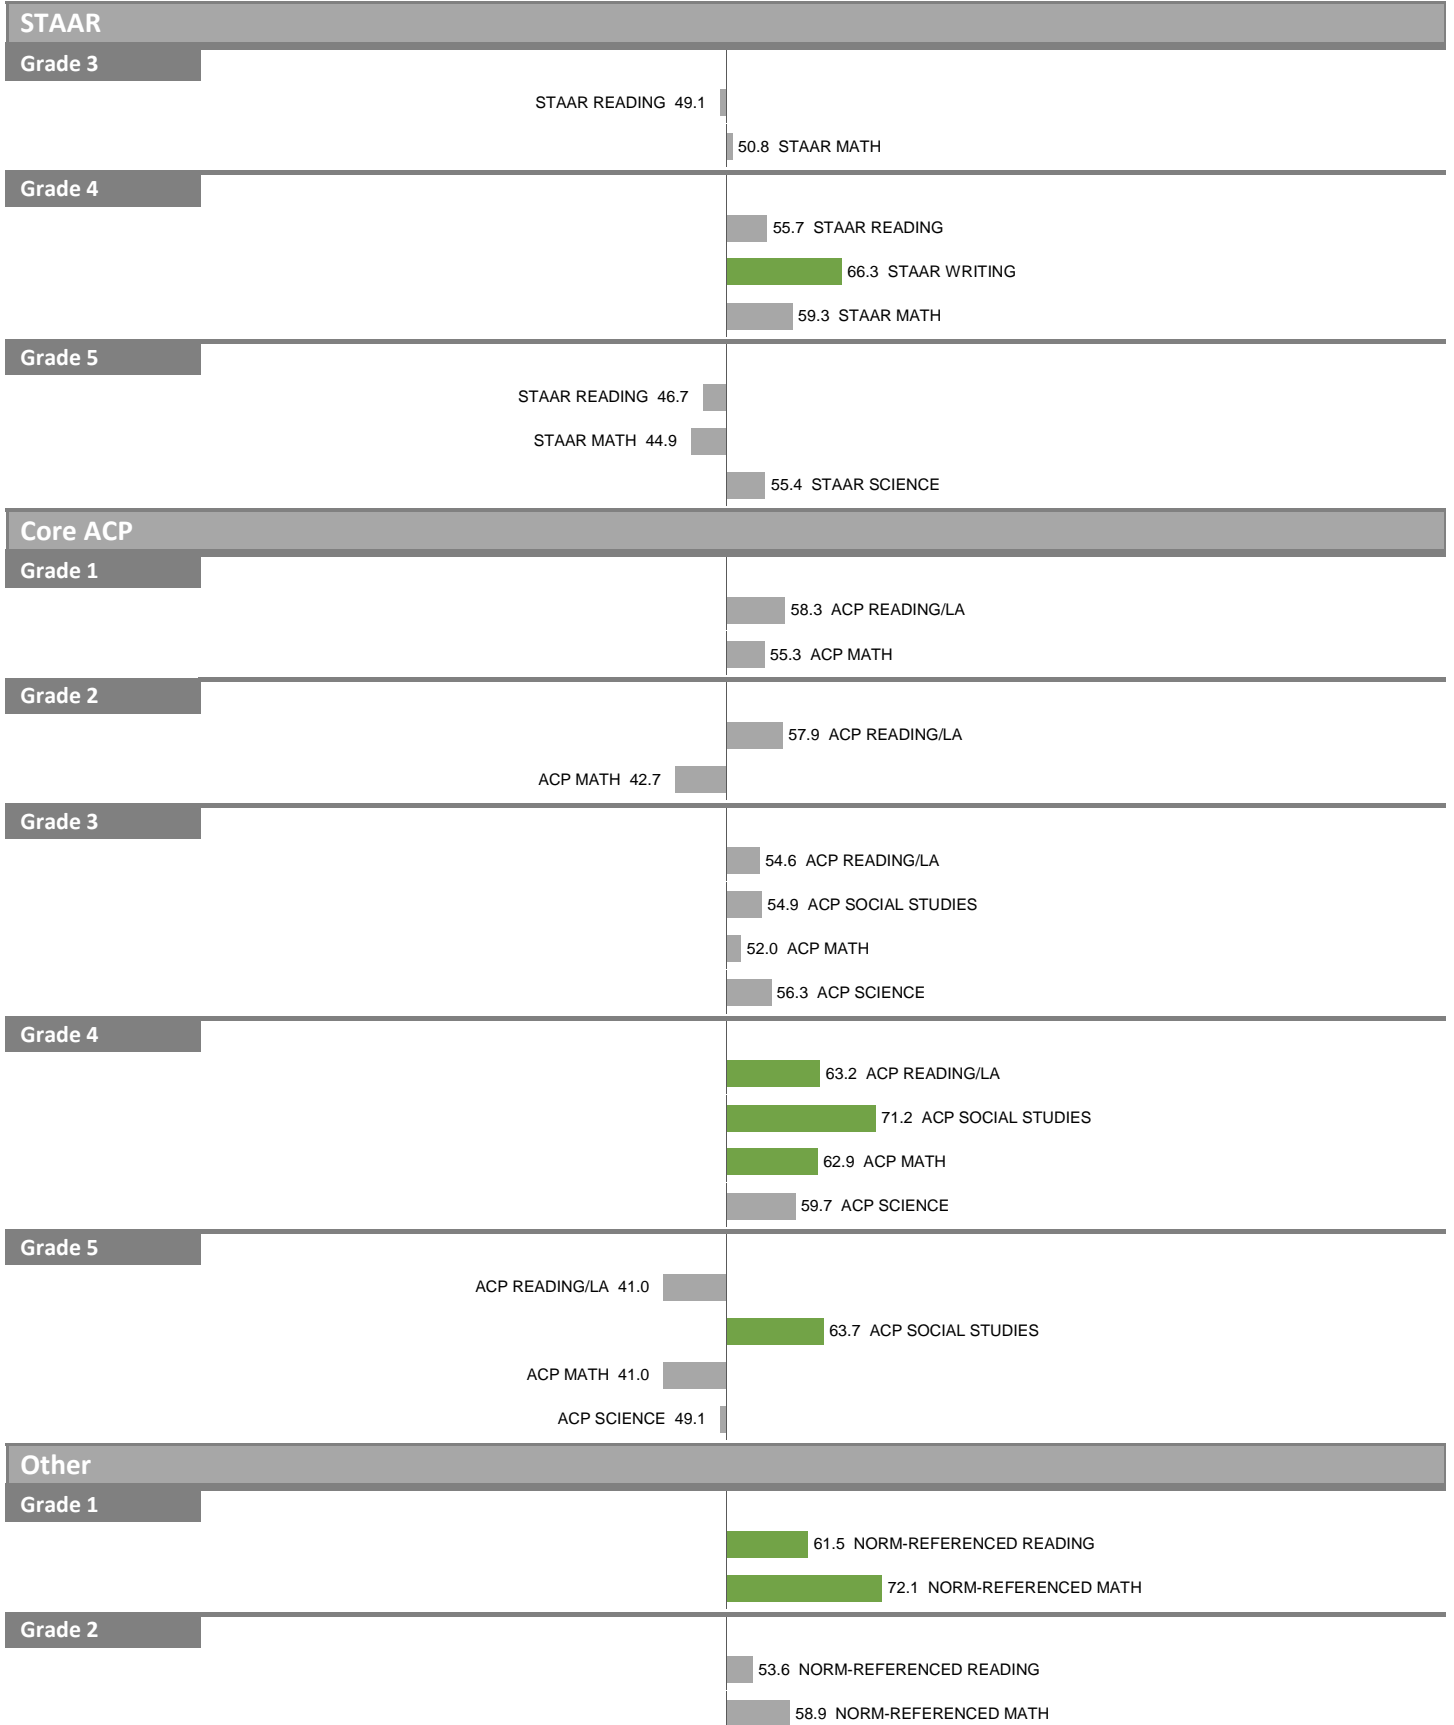 STAAR
Grade 3
STAAR READING 49.1
50.8 STAAR MATH
Grade 4
55.7 STAAR READING
66.3 STAAR WRITING
59.3 STAAR MATH
Grade 5
STAAR READING 46.7
STAAR MATH 44.9
55.4 STAAR SCIENCE
Core ACP
Grade 1
58.3 ACP READING/LA
55.3 ACP MATH
Grade 2
57.9 ACP READING/LA
ACP MATH 42.7
Grade 3
54.6 ACP READING/LA
54.9 ACP SOCIAL STUDIES
52.0 ACP MATH
56.3 ACP SCIENCE
Grade 4
63.2 ACP READING/LA
71.2 ACP SOCIAL STUDIES
62.9 ACP MATH
59.7 ACP SCIENCE
Grade 5
ACP READING/LA 41.0
63.7 ACP SOCIAL STUDIES
ACP MATH 41.0
ACP SCIENCE 49.1
Other
Grade 1
61.5 NORM-REFERENCED READING
72.1 NORM-REFERENCED MATH
Grade 2
53.6 NORM-REFERENCED READING
58.9 NORM-REFERENCED MATH